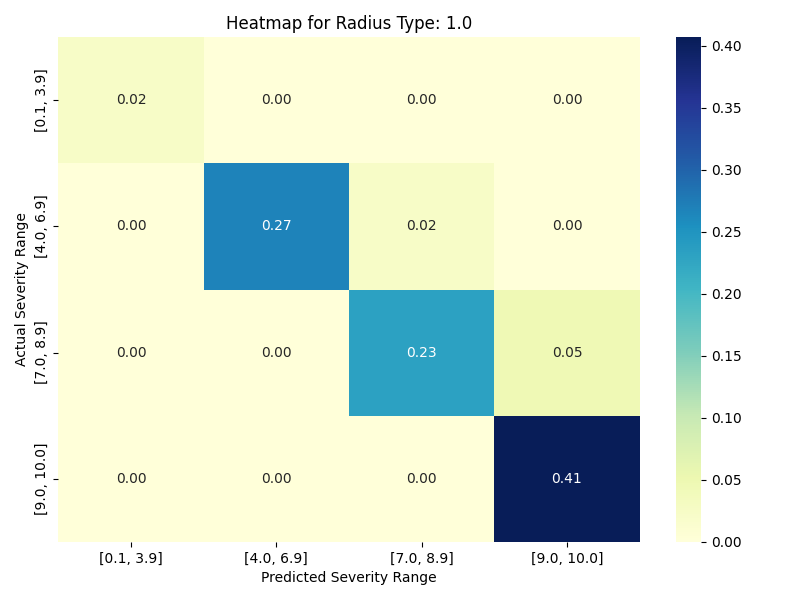 Heatmap for Radius Type: 1.0
Actual Severity Range
[0.1, 3.9]
0.02 0.00 0.00 0.00
[4.0, 6.9]
0.00 0.27 0.02 0.00
[7.0, 8.9]
0.00 0.00 0.23 0.05
[9.0, 10.0]
0.00 0.00 0.00 0.41
[0.1, 3.9] [4.0, 6.9] [7.0, 8.9] [9.0, 10.0]
Predicted Severity Range
0.40
0.35
0.30
0.25
0.20
0.15
0.10
0.05
0.00